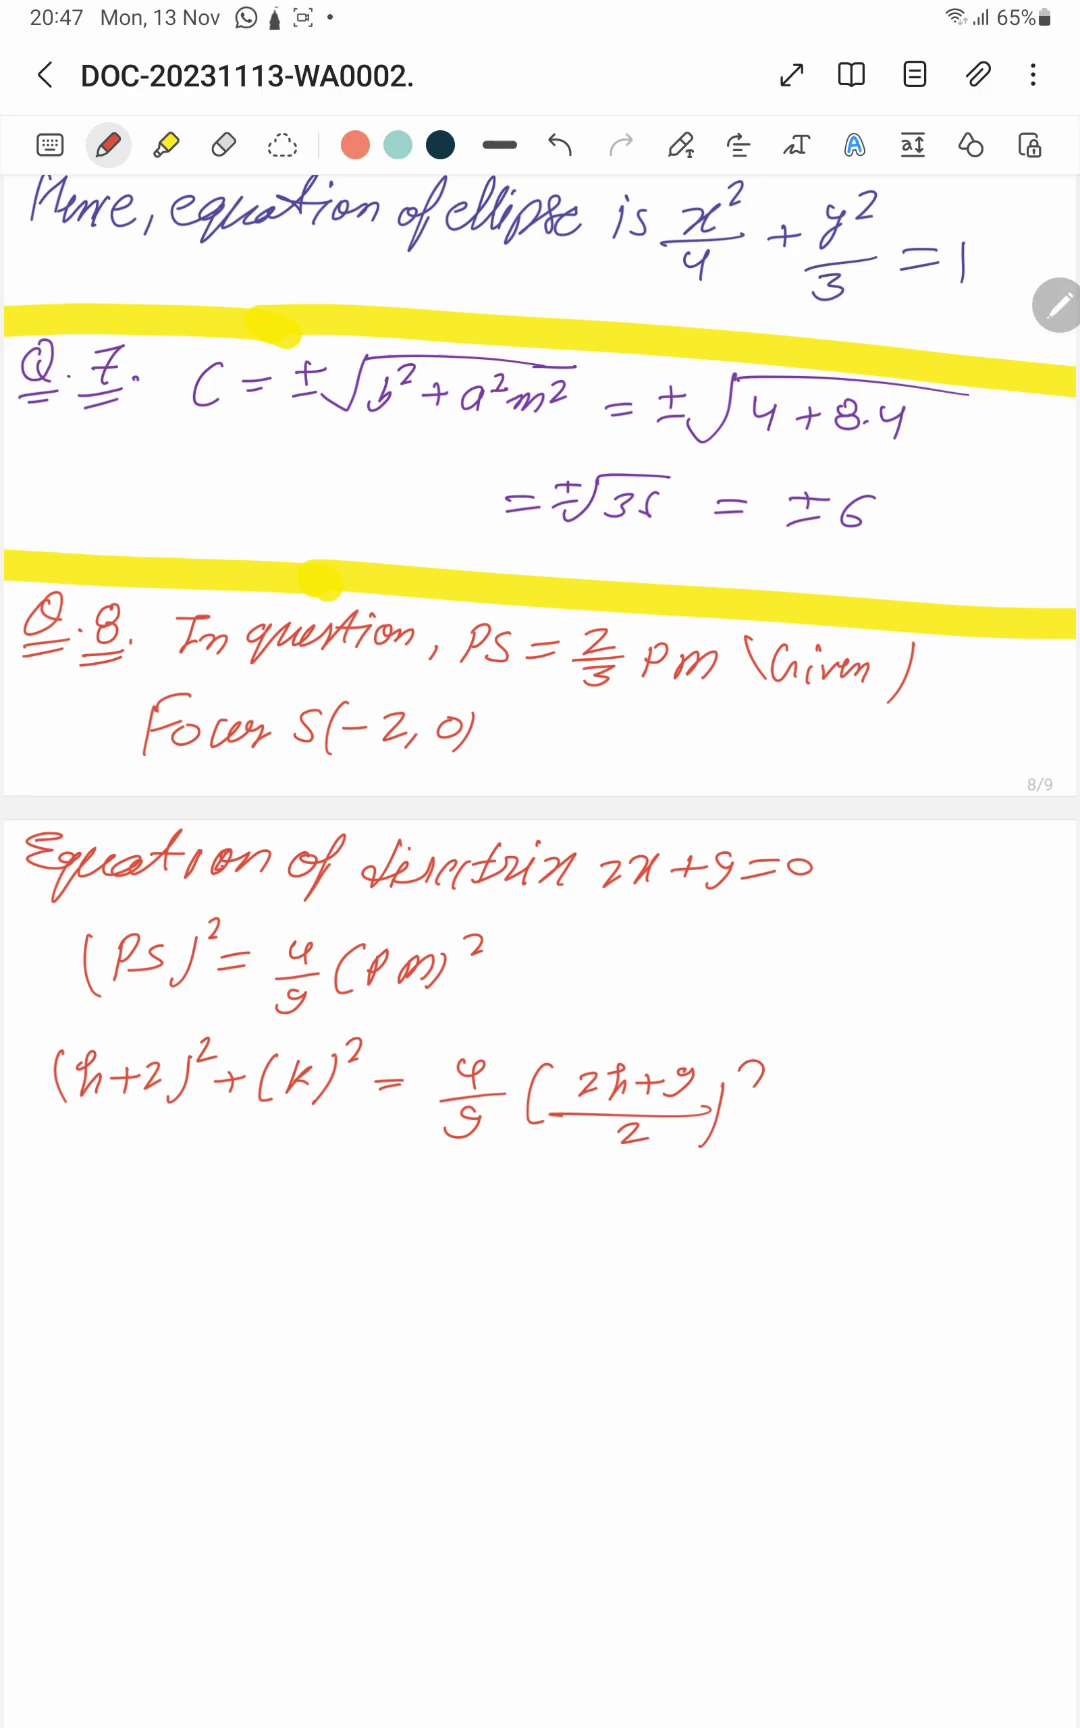 20:47 Mon, 13 Nov 65%
DOC-20231113-WA0002.
Hence, equation of ellipse is x²/4 + y²/3 = 1
Q.7. C = ±√(b² + a²m²) = ±√(4 + 8.4
= ±√35 = ±6
Q.8. In question, PS = 2/3 PM (Given)
Focus S(-2, 0)
8/9
Equation of directrix 2x + 9 = 0
(PS)² = 4/9 (PM)²
(h+2)² + (k)² = 4/9 ((2h+9)/2)²